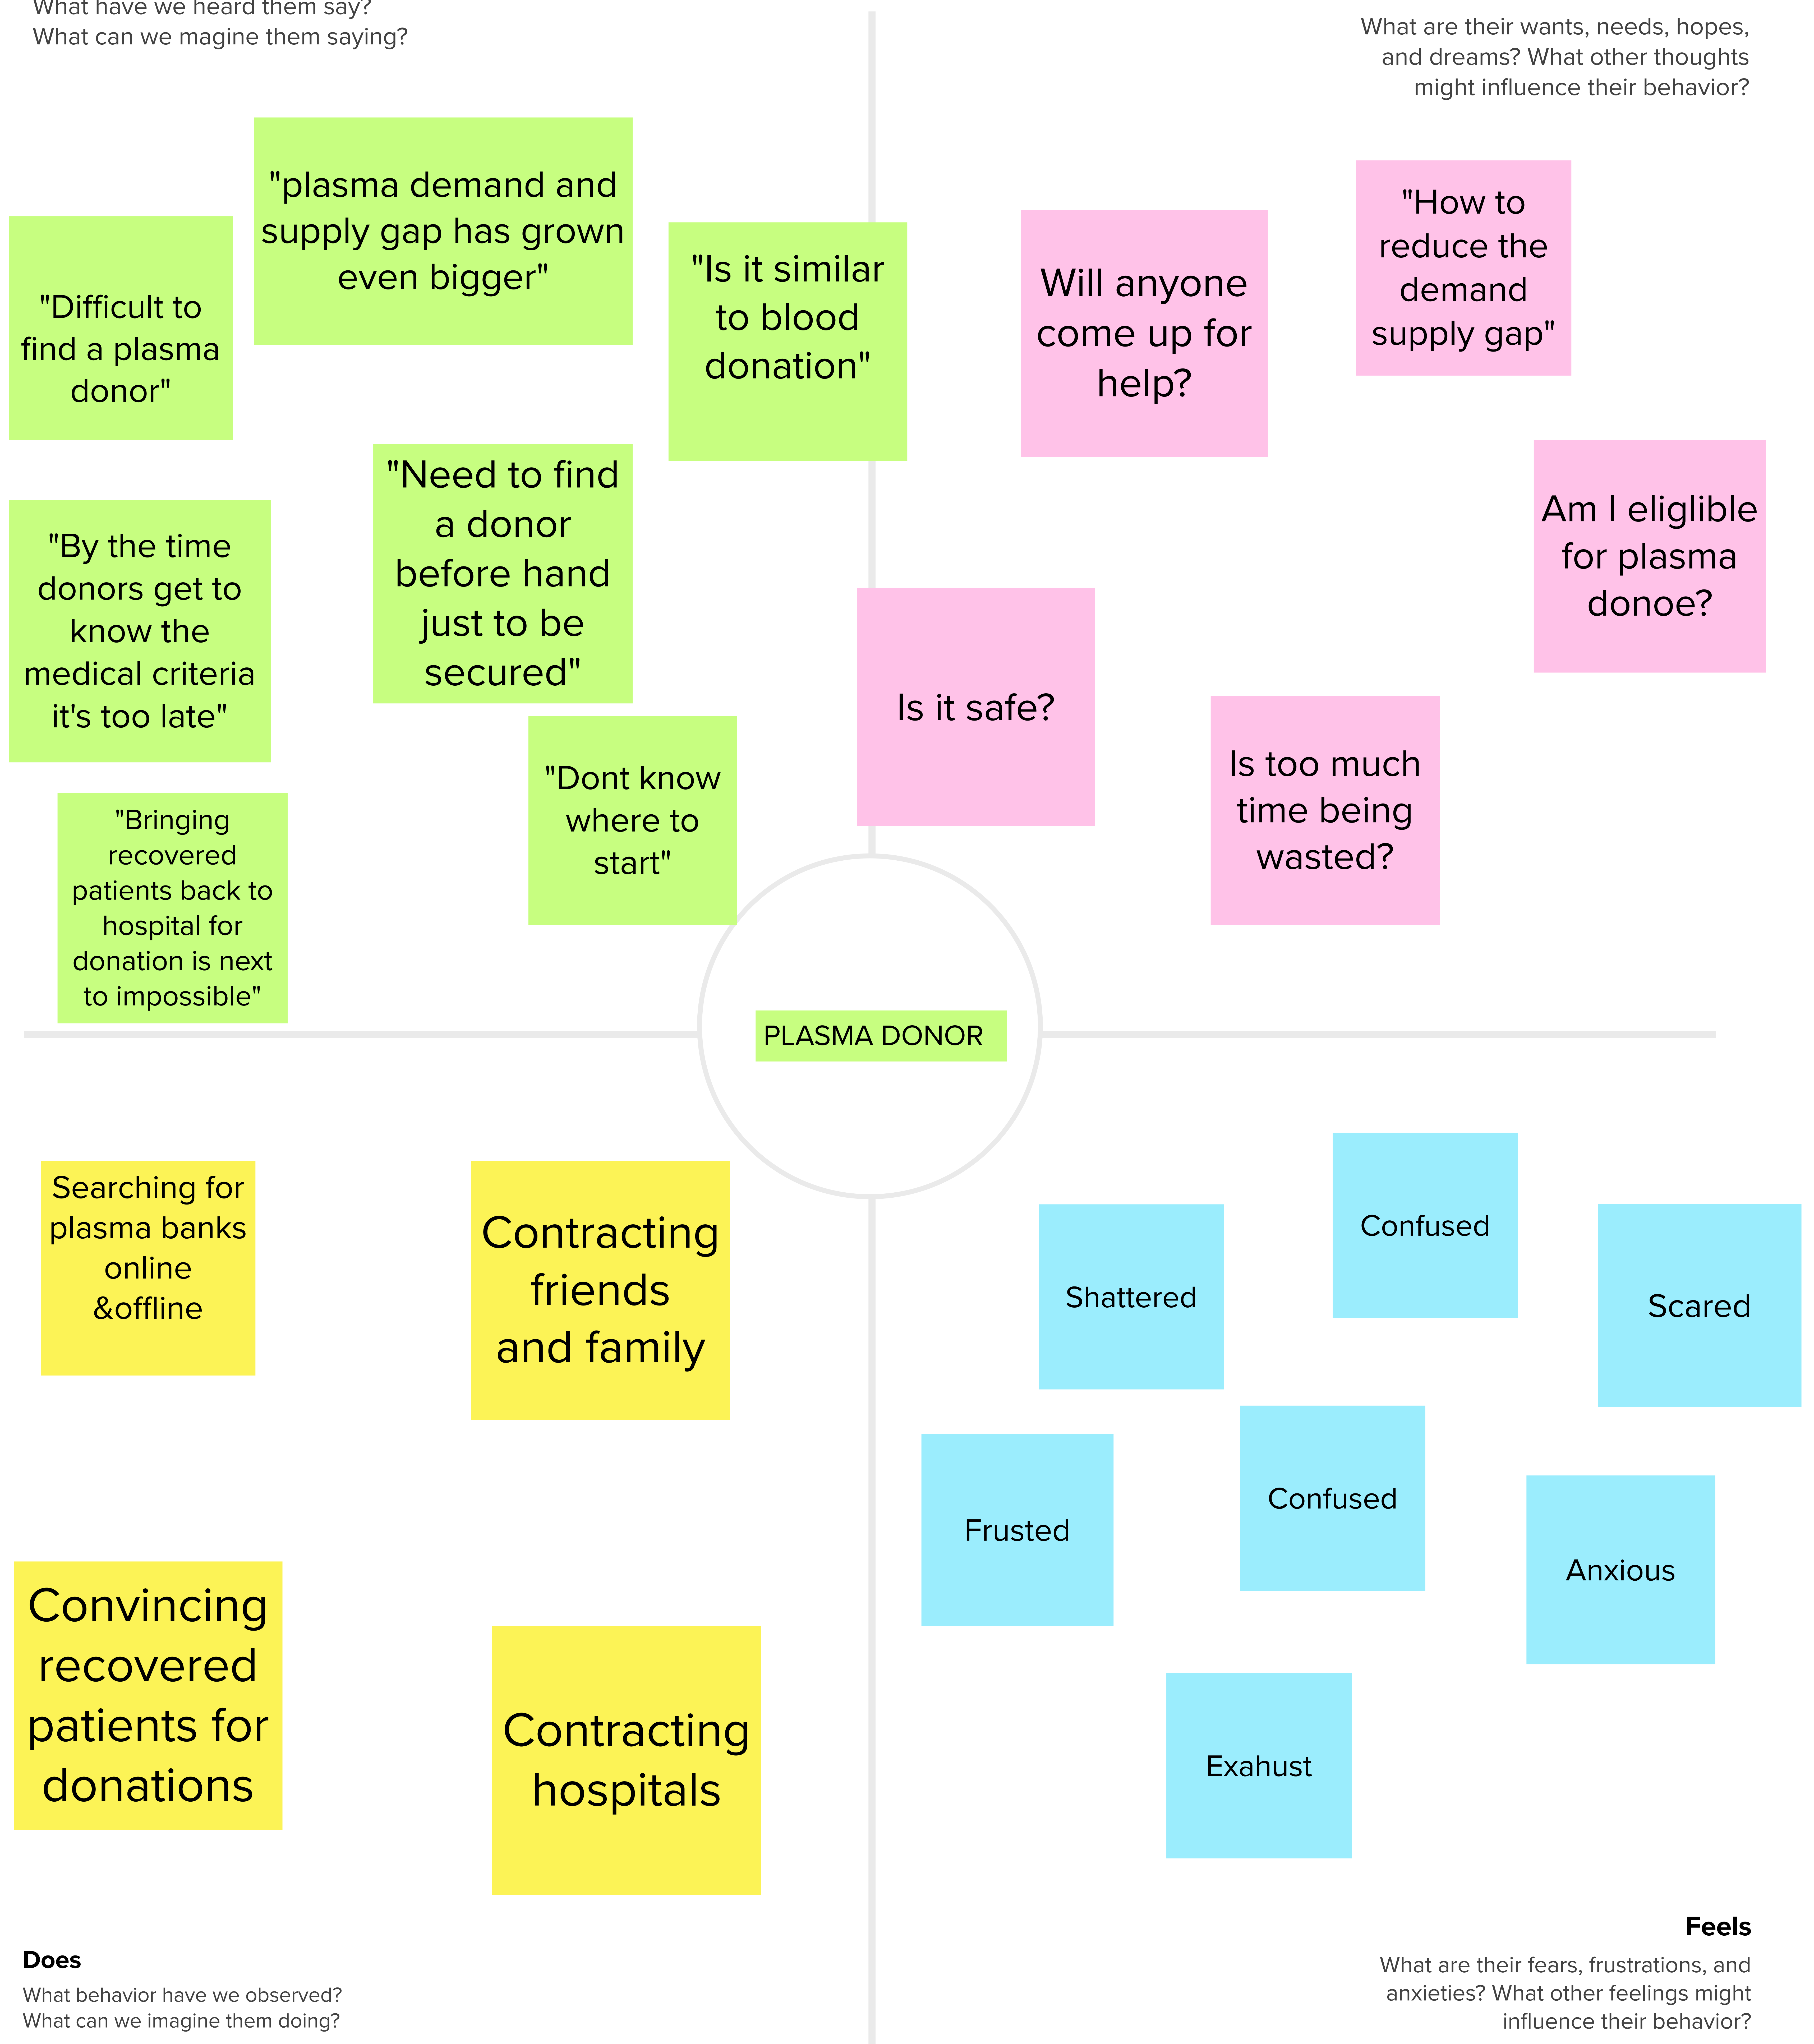 What have we heard them say?
What can we magine them saying?
What are their wants, needs, hopes,
and dreams? What other thoughts
might influence their behavior?
"plasma demand and
supply gap has grown
even bigger"
"Difficult to
find a plasma
donor"
"Is it similar
to blood
donation"
"Need to find
a donor
before hand
just to be
secured"
"By the time
donors get to
know the
medical criteria
it's too late"
"Dont know
where to
start"
"Bringing
recovered
patients back to
hospital for
donation is next
to impossible"
Will anyone
come up for
help?
"How to
reduce the
demand
supply gap"
Am I eliglible
for plasma
donoe?
Is it safe?
Is too much
time being
wasted?
PLASMA DONOR
Searching for
plasma banks
online
&offline
Contracting
friends
and family
Convincing
recovered
patients for
donations
Contracting
hospitals
Does
What behavior have we observed?
What can we imagine them doing?
Confused
Shattered
Scared
Confused
Frusted
Anxious
Exahust
Feels
What are their fears, frustrations, and
anxieties? What other feelings might
influence their behavior?